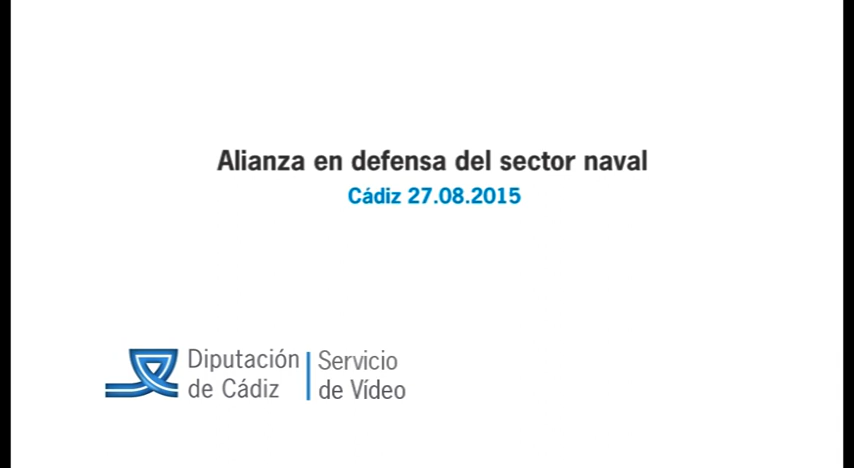 Alianza en defensa del sector naval
Cádiz 27.08.2015
Diputación de Cádiz
Servicio de Vídeo